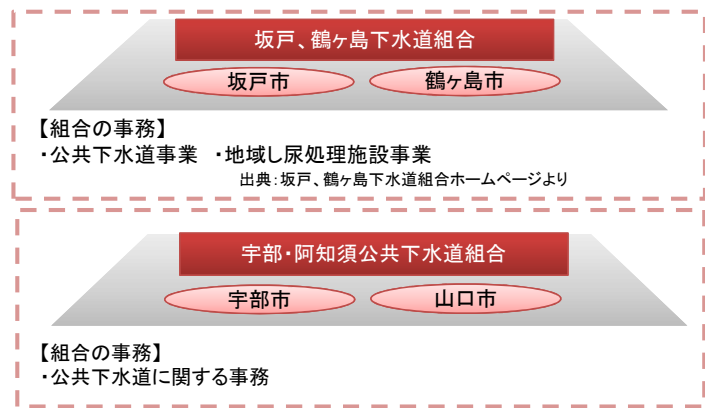 坂戸、鶴ヶ島下水道組合
坂戸市 鶴ヶ島市
【組合の事務】
・公共下水道事業 ・地域し尿処理施設事業
出典：坂戸、鶴ヶ島下水道組合ホームページより
宇部・阿知須公共下水道組合
宇部市 山口市
【組合の事務】
・公共下水道に関する事務